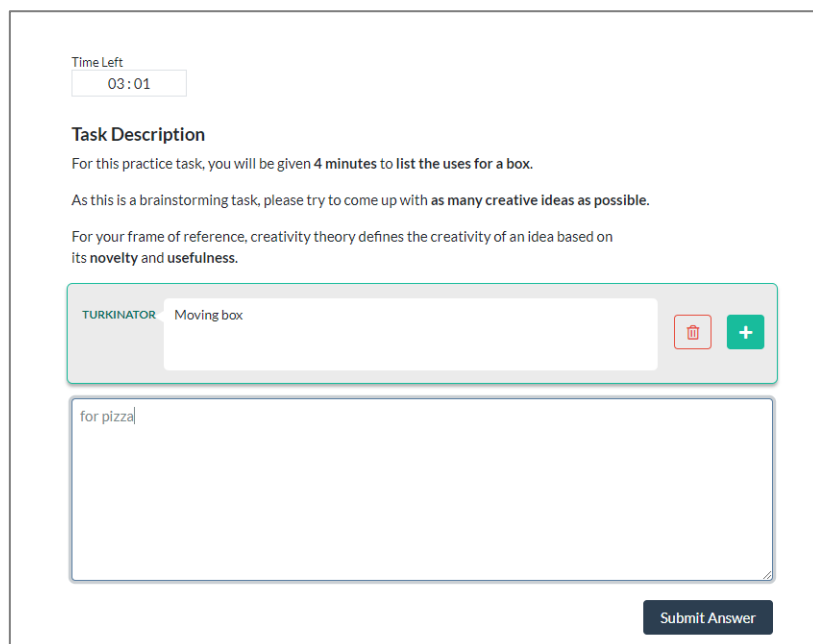 Time Left
03 : 01
Task Description
For this practice task, you will be given 4 minutes to list the uses for a box.
As this is a brainstorming task, please try to come up with as many creative ideas as possible.
For your frame of reference, creativity theory defines the creativity of an idea based on
its novelty and usefulness.
TURKINATOR Moving box
for pizza
Submit Answer